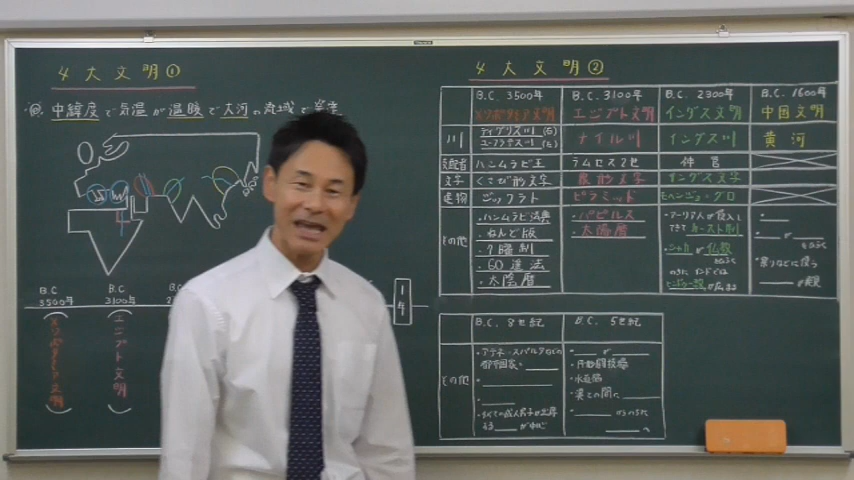 4大文明①
中緯度で気温が温暖で大河の流域で発達
B.C.
3500年
B.C.
3100年
メソポタミア文明
エジプト文明
1年
4大文明②
B.C. 3500年 B.C. 3100年 B.C. 2300年 B.C. 1600年
メソポタミア文明 エジプト文明 インダス文明 中国文明
川 ティグリス川 ナイル川 インダス川 黄河
ユーフラテス川
支配者 ハンムラビ王 ラムセス2世 神官
文字 くさび形文字 象形文字 インダス文字
建物 ジックラト ピラミッド モヘンジョ・ダロ
その他
・ハンムラビ法典
・ねんど版
・7曜制
・60進法
・太陰暦
・パピルス
・太陽暦
・アーリア人が侵入してきて カースト制
・シャカが仏教
ヒンドゥー教が広まる
・祭りなどに使う
B.C. 8世紀 B.C. 5世紀
その他
・アテネ・スパルタなどの
都市国家
・すべての成人男子が出席
する が中心
・円形闘技場
・水道橋